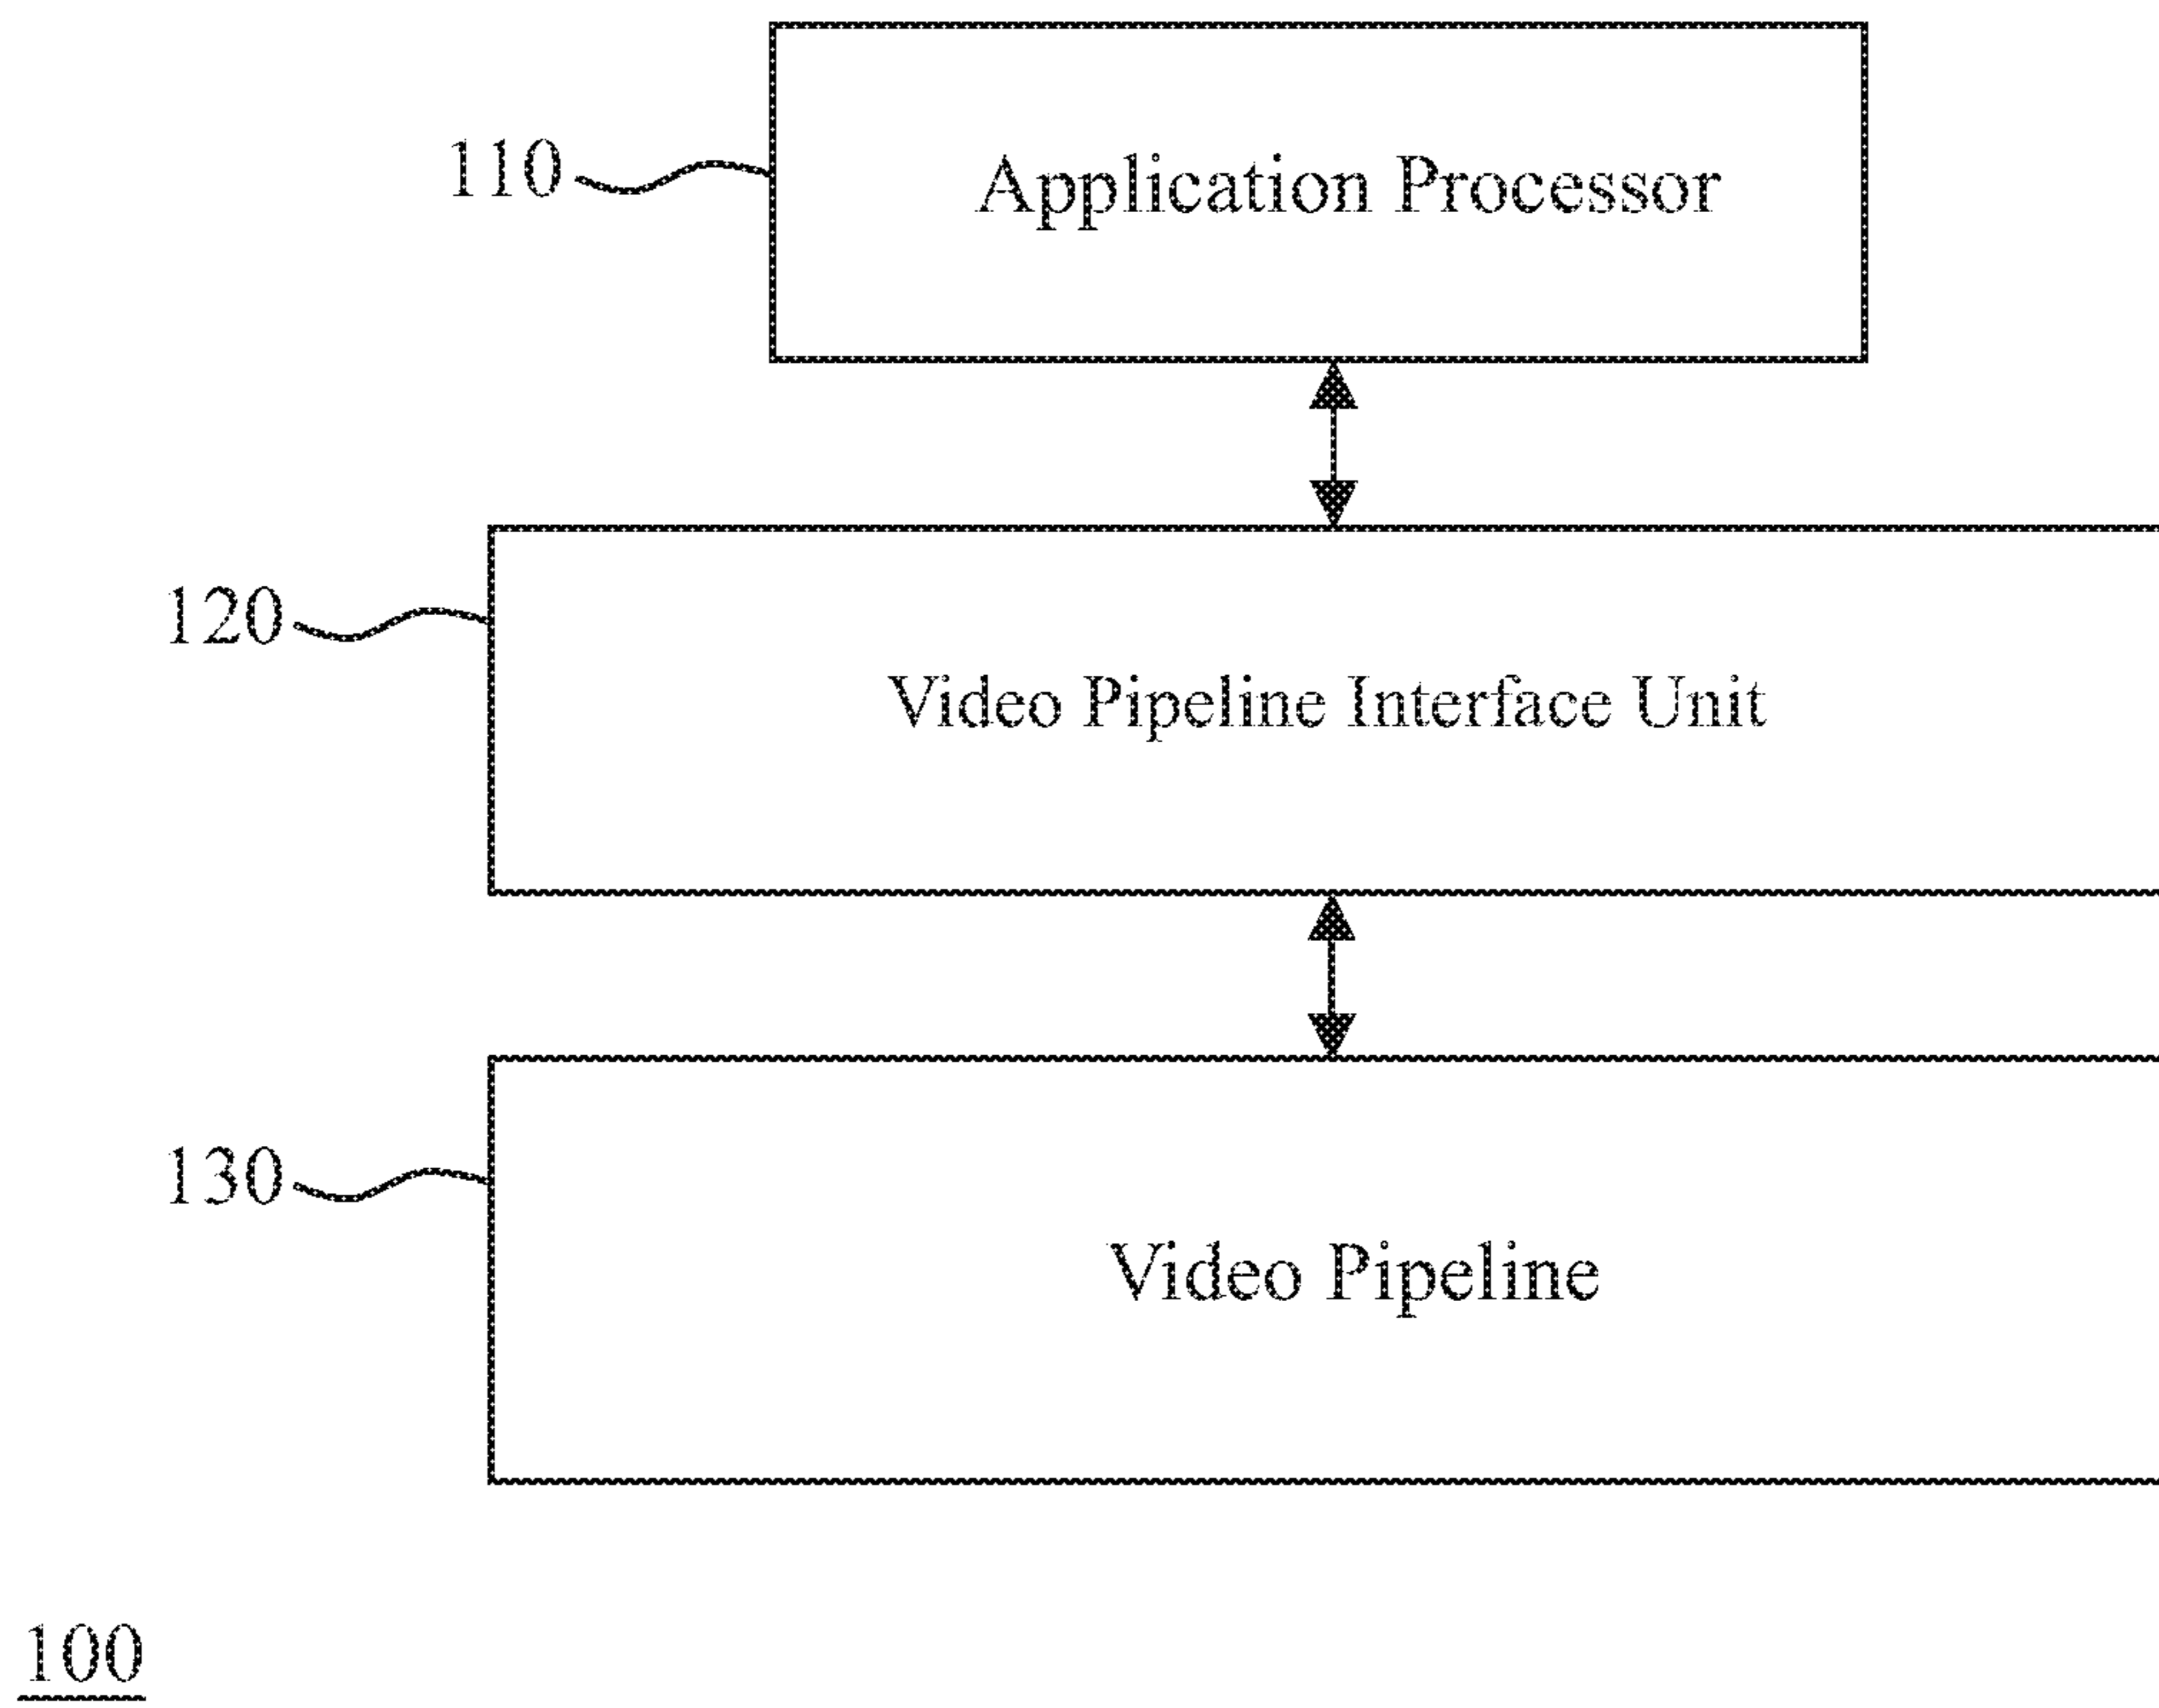 110
Application Processor
120
Video Pipeline Interface Unit
130
Video Pipeline
100